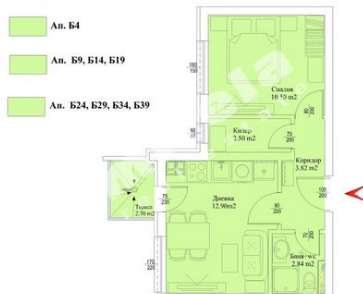 Ап. Б4
Ап. Б9, Б14, Б19
Ап. Б24, Б29, Б34, Б39
Спалня
10.50 m2
Килер
2.50 m2
Коридор
3.82 m2
Тераса
2.70 m2
Дневна
12.90m2
Баня+wc
2.84 m2